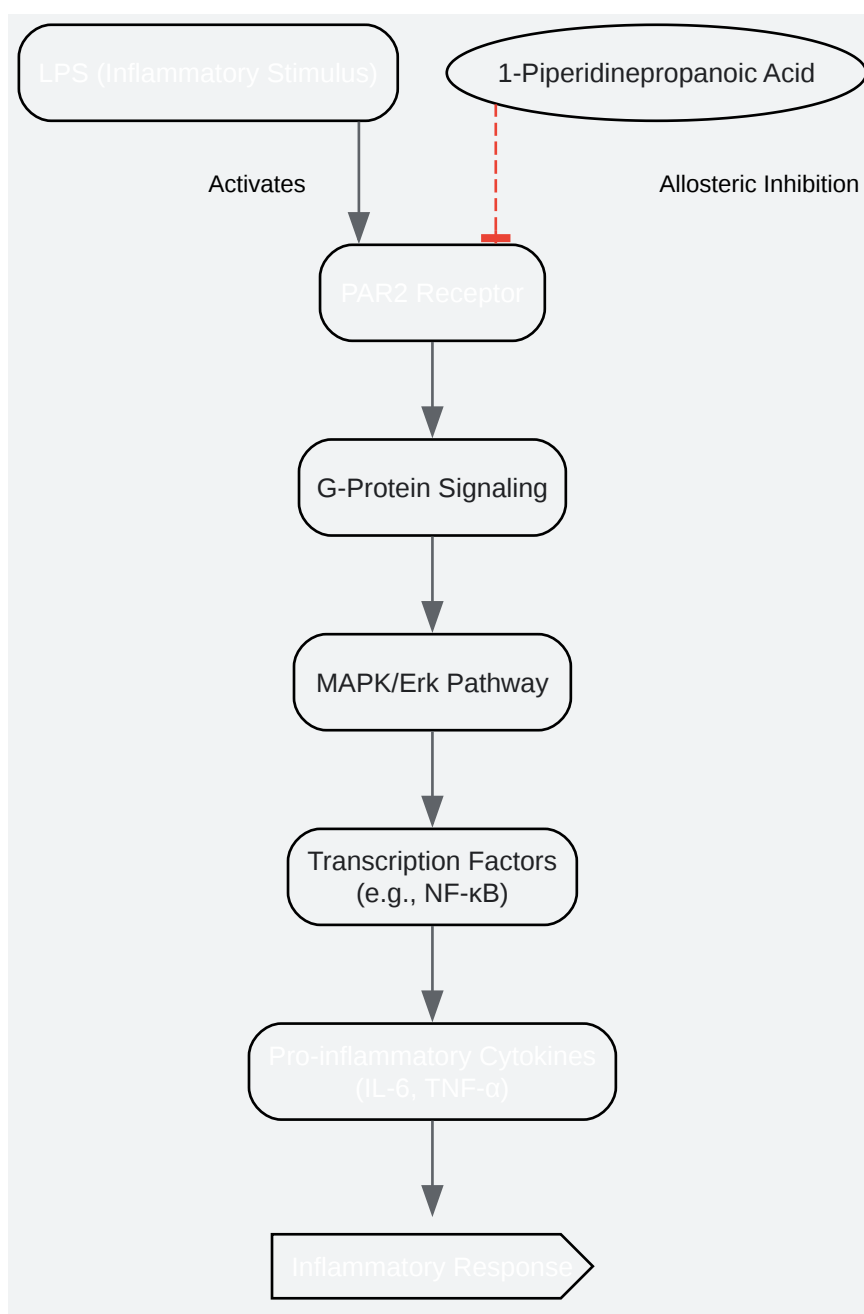 LPS (Inflammatory Stimulus)
1-Piperidinepropanoic Acid
Activates
Allosteric Inhibition
PAR2 Receptor
G-Protein Signaling
MAPK/Erk Pathway
Transcription Factors
(e.g., NF-κB)
Pro-inflammatory Cytokines
(IL-6, TNF-α)
Inflammatory Response